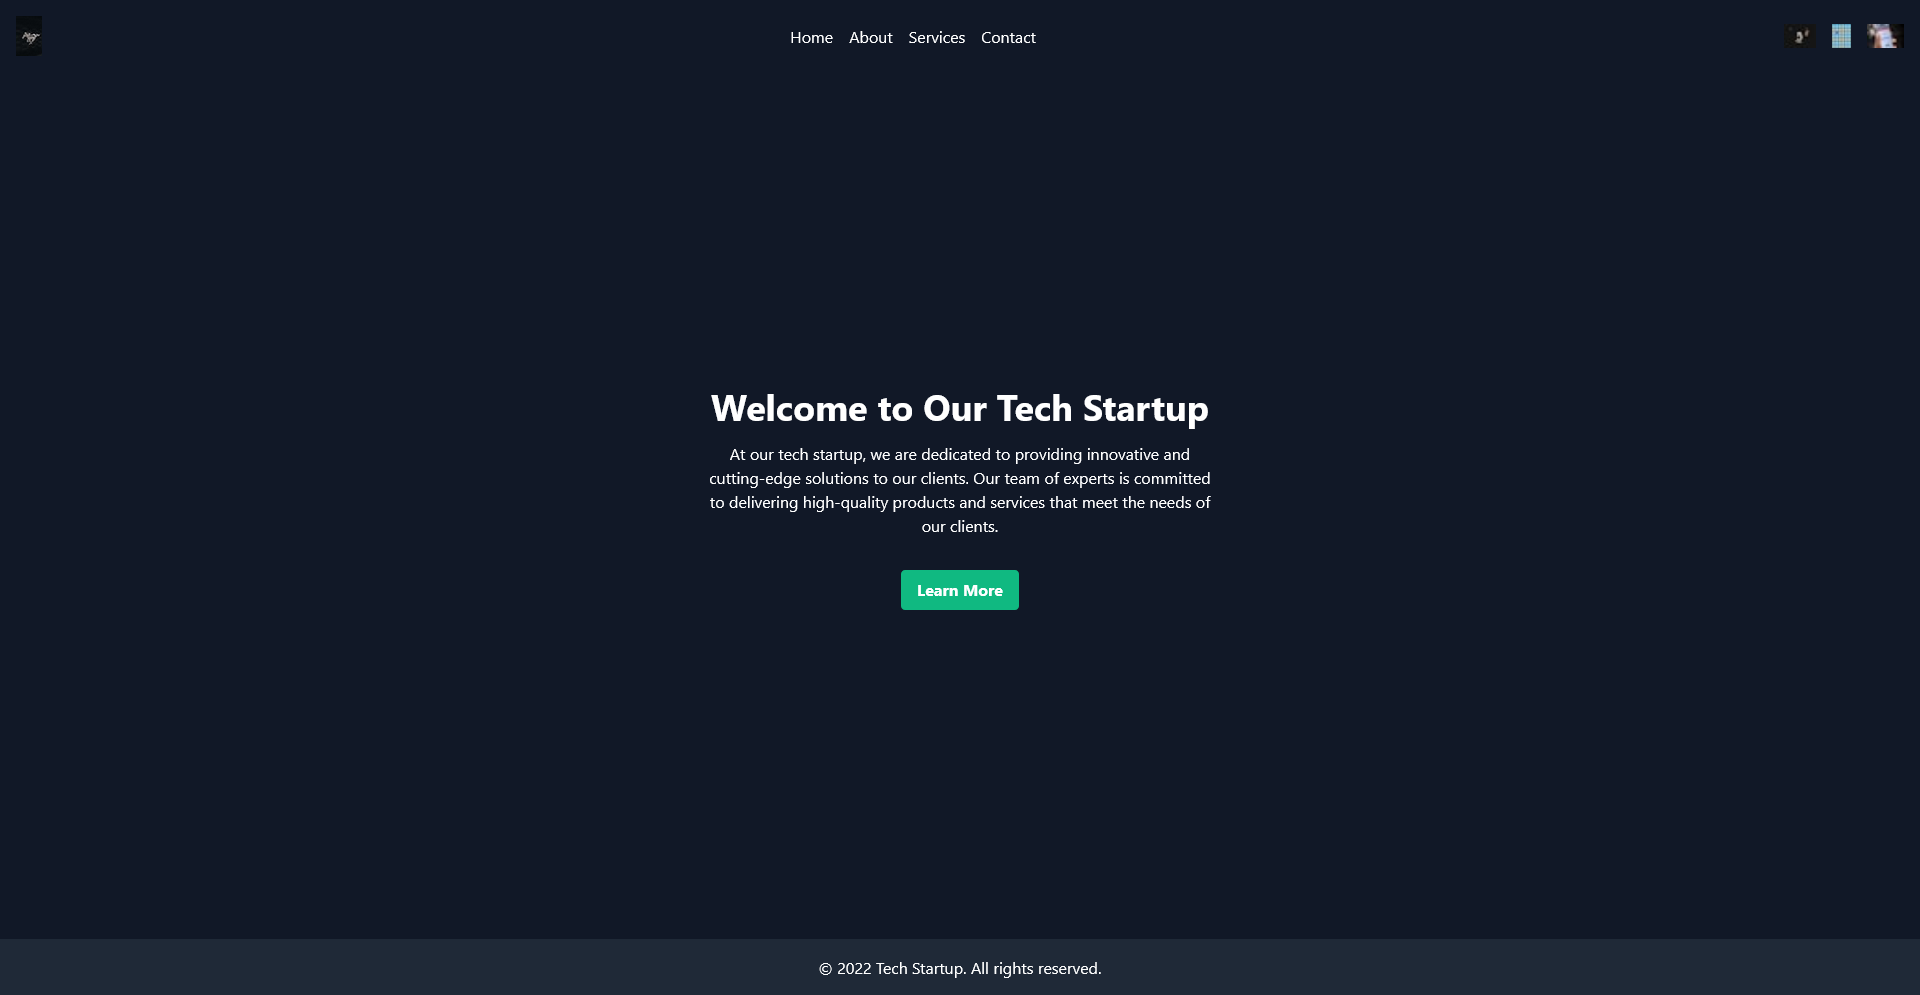 Home About Services Contact
Welcome to Our Tech Startup
At our tech startup, we are dedicated to providing innovative and
cutting-edge solutions to our clients. Our team of experts is committed
to delivering high-quality products and services that meet the needs of
our clients.
Learn More
© 2022 Tech Startup. All rights reserved.